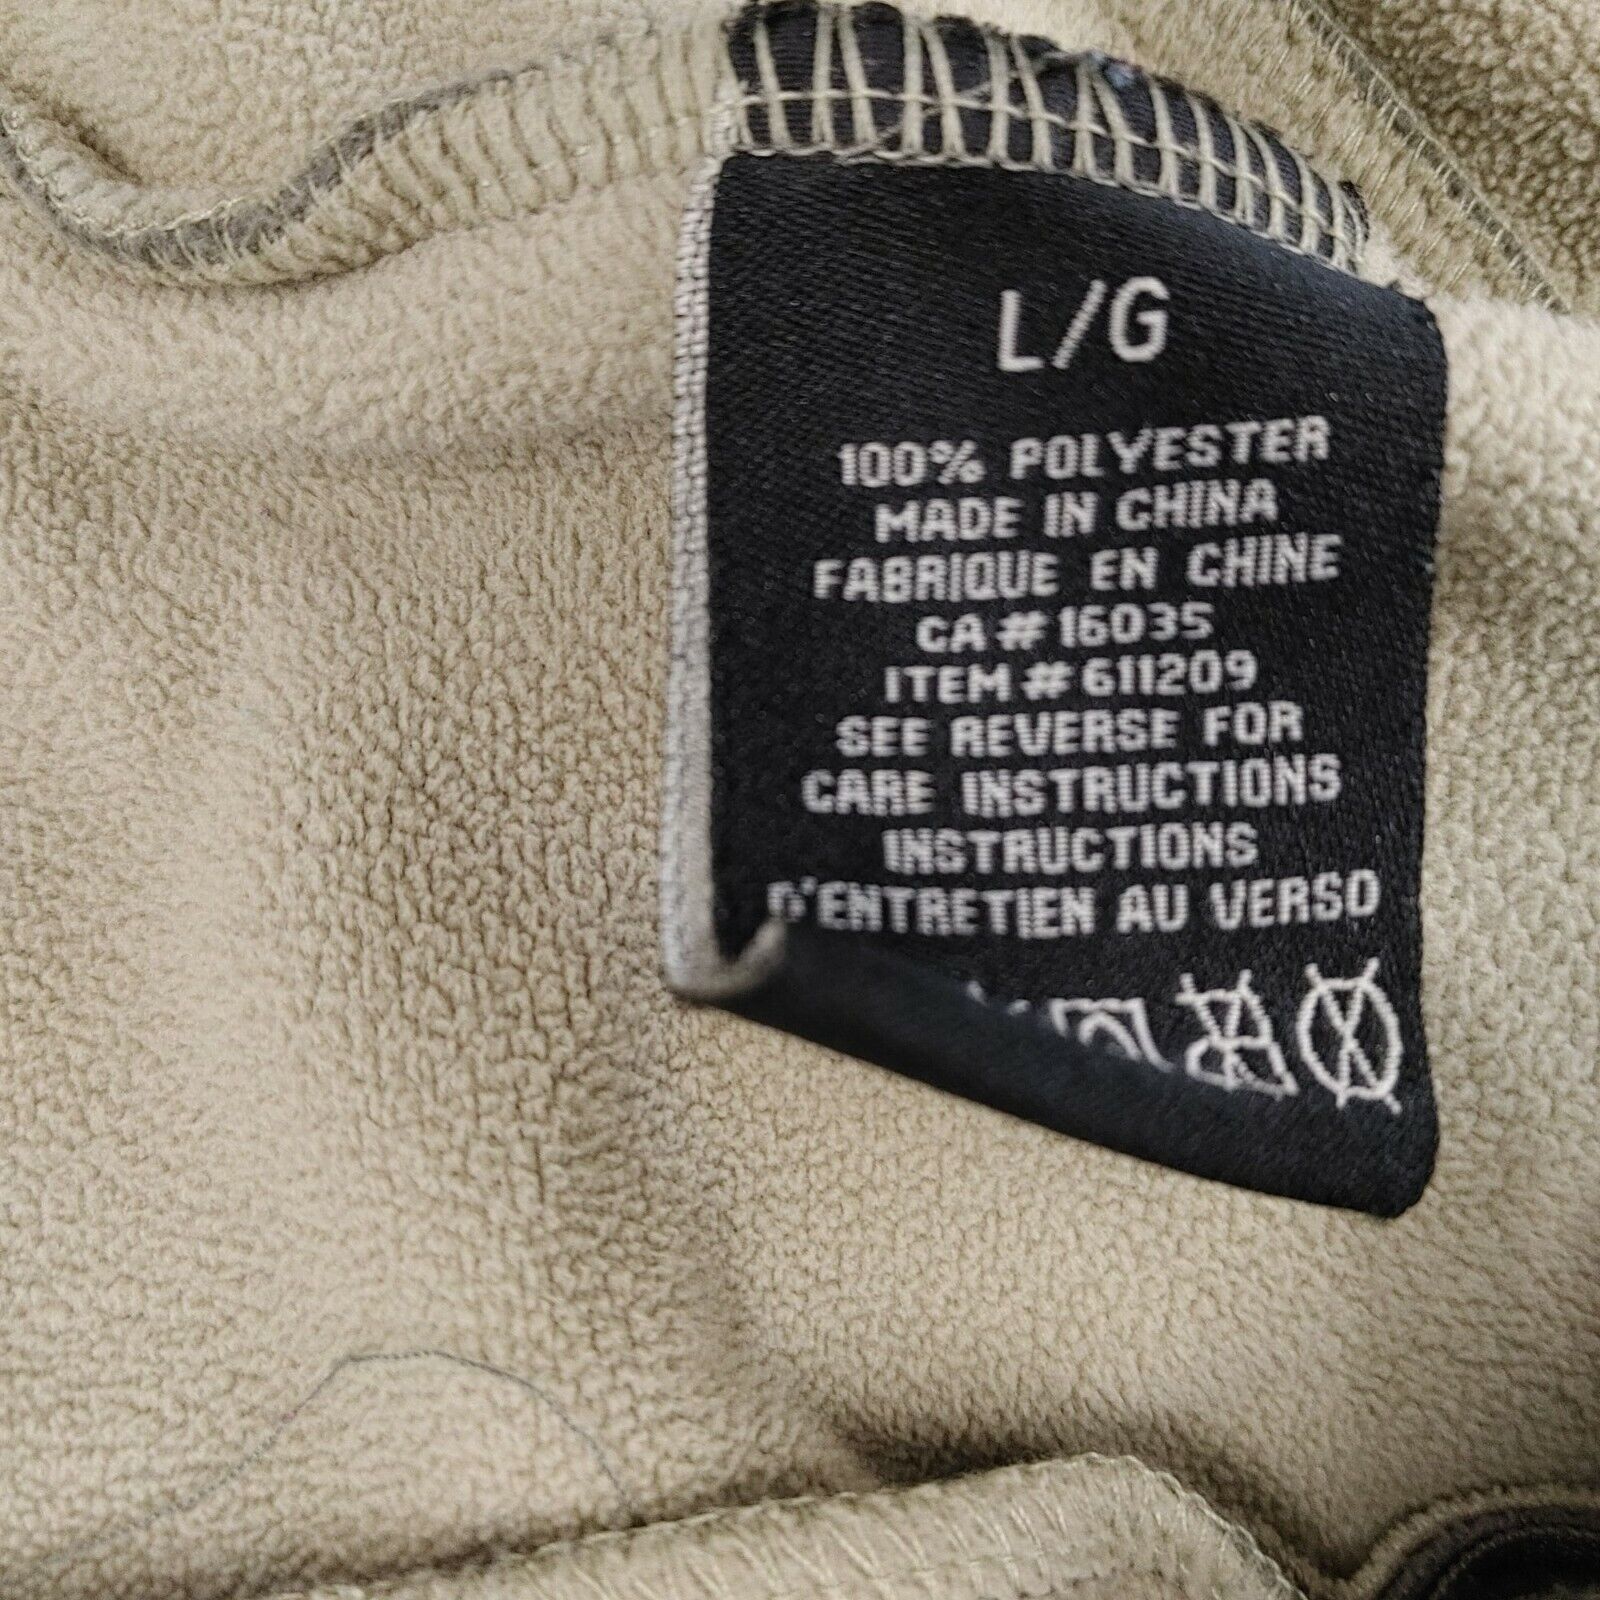 L/G
100% POLYESTER
MADE IN CHINA
FABRIQUE EN CHINE
CA # 16035
ITEM # 611209
SEE REVERSE FOR
CARE INSTRUCTIONS
INSTRUCTIONS
D'ENTRETIEN AU VERSO